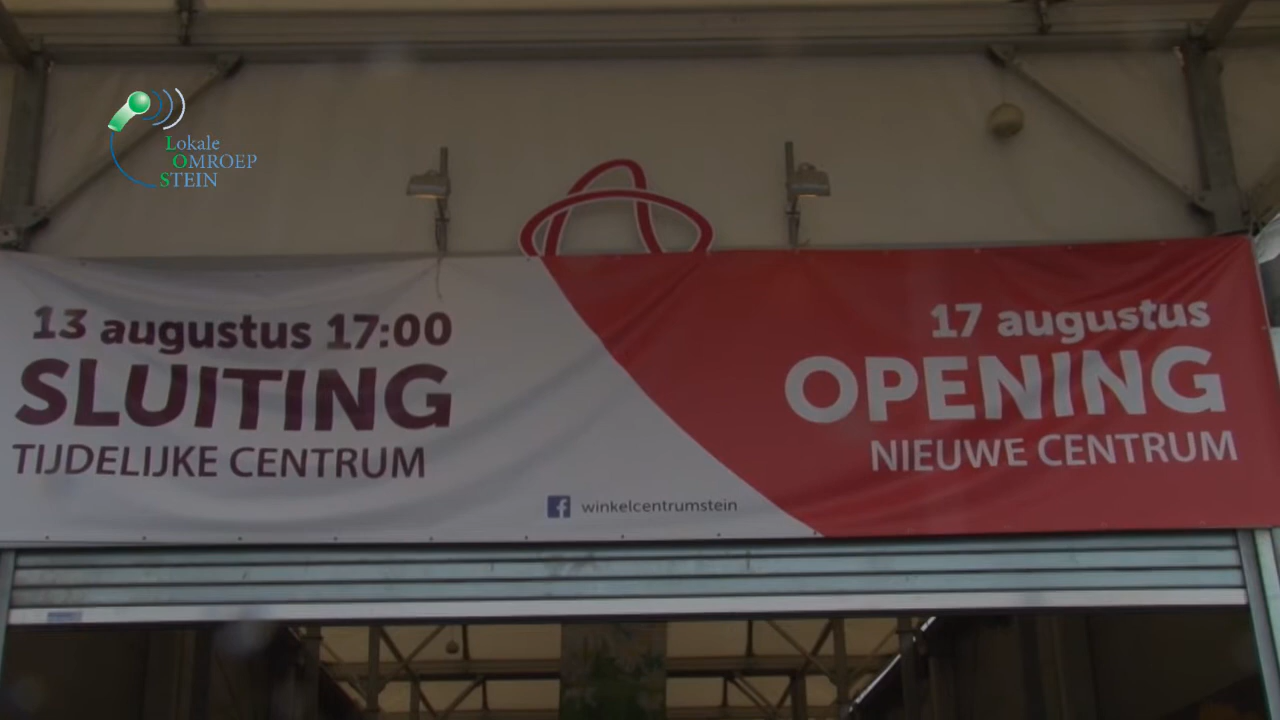 Lokale
OMROEP
STEIN
13 augustus 17:00
SLUITING
TIJDELIJKE CENTRUM
17 augustus
OPENING
NIEUWE CENTRUM
f winkelcentrumstein